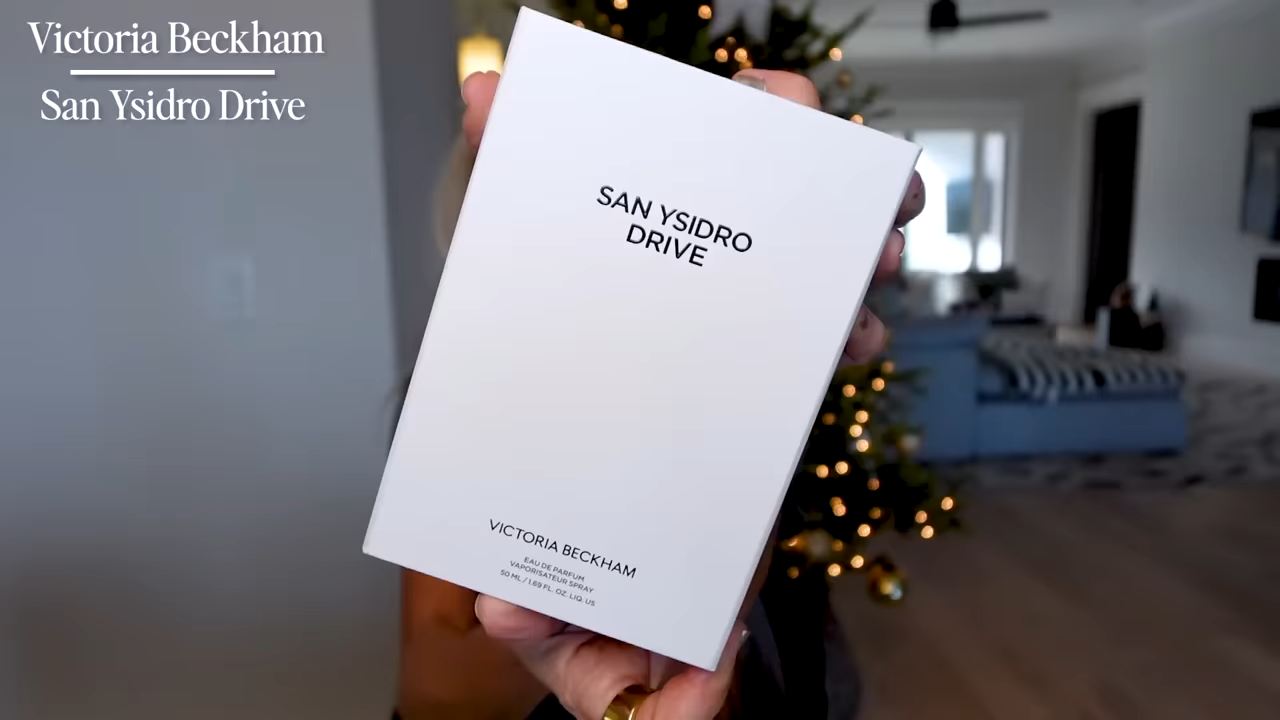 Victoria Beckham
San Ysidro Drive
SAN YSIDRO
DRIVE
VICTORIA BECKHAM
EAU DE PARFUM
VAPORISATEUR SPRAY
50 ML / 1.69 FL. OZ. LIQ. US